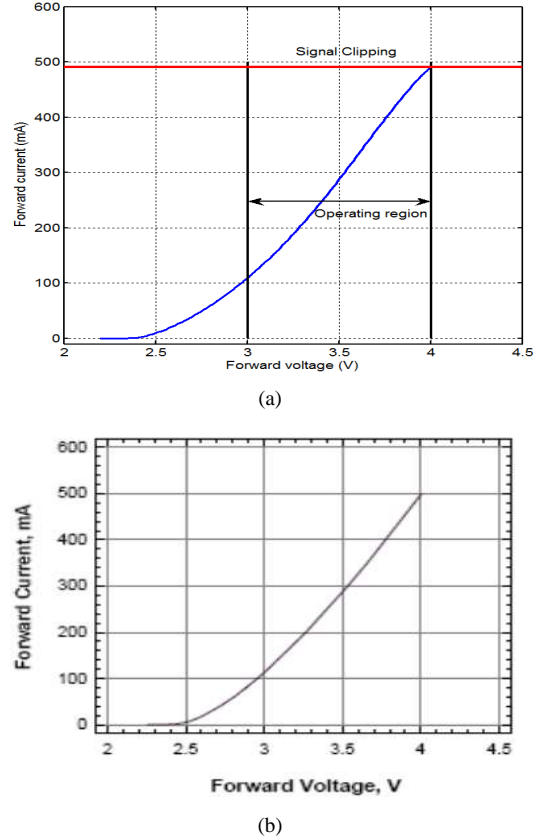 600
Signal Clipping
500
400
Forward current (mA)
300
200
Operating region
100
0
2 2.5 3 3.5 4 4.5
Forward voltage (V)
(a)
600
500
400
Forward Current, mA
300
200
100
0
2 2.5 3 3.5 4 4.5
Forward Voltage, V
(b)